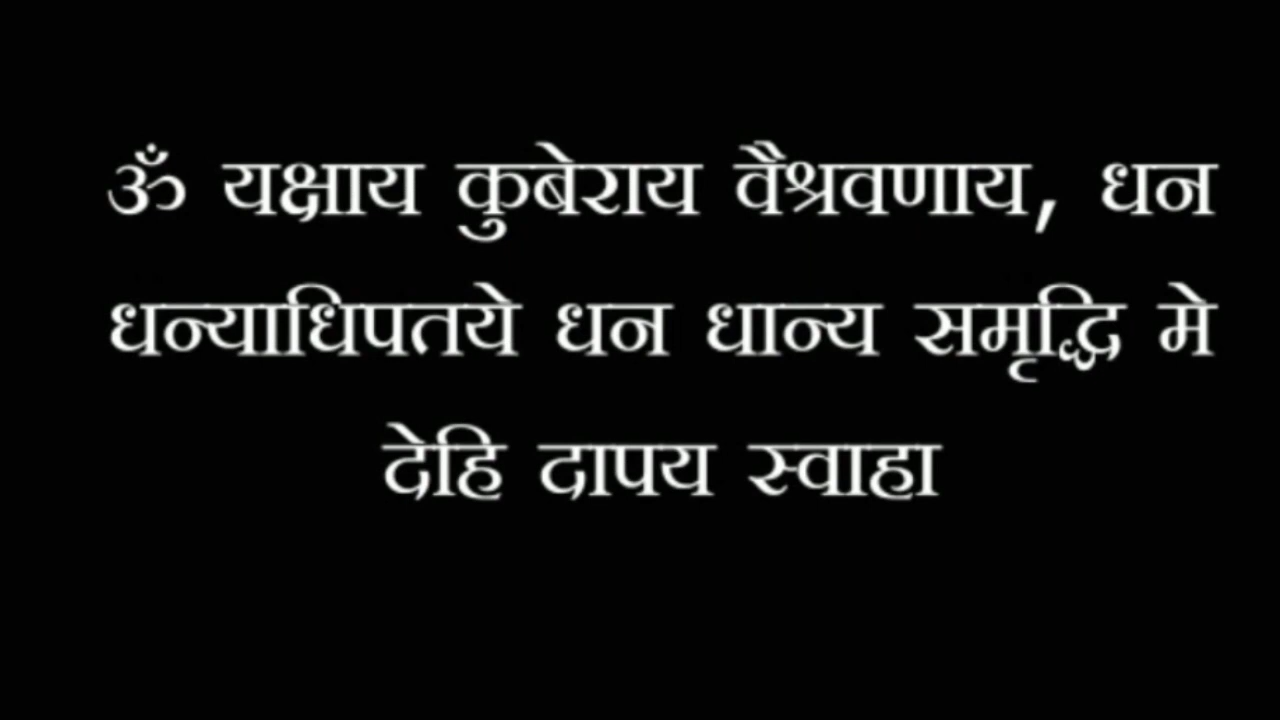 ॐ यक्षाय कुबेराय वैश्रवणाय, धन
धन्याधिपतये धन धान्य समृद्धि मे
देहि दापय स्वाहा